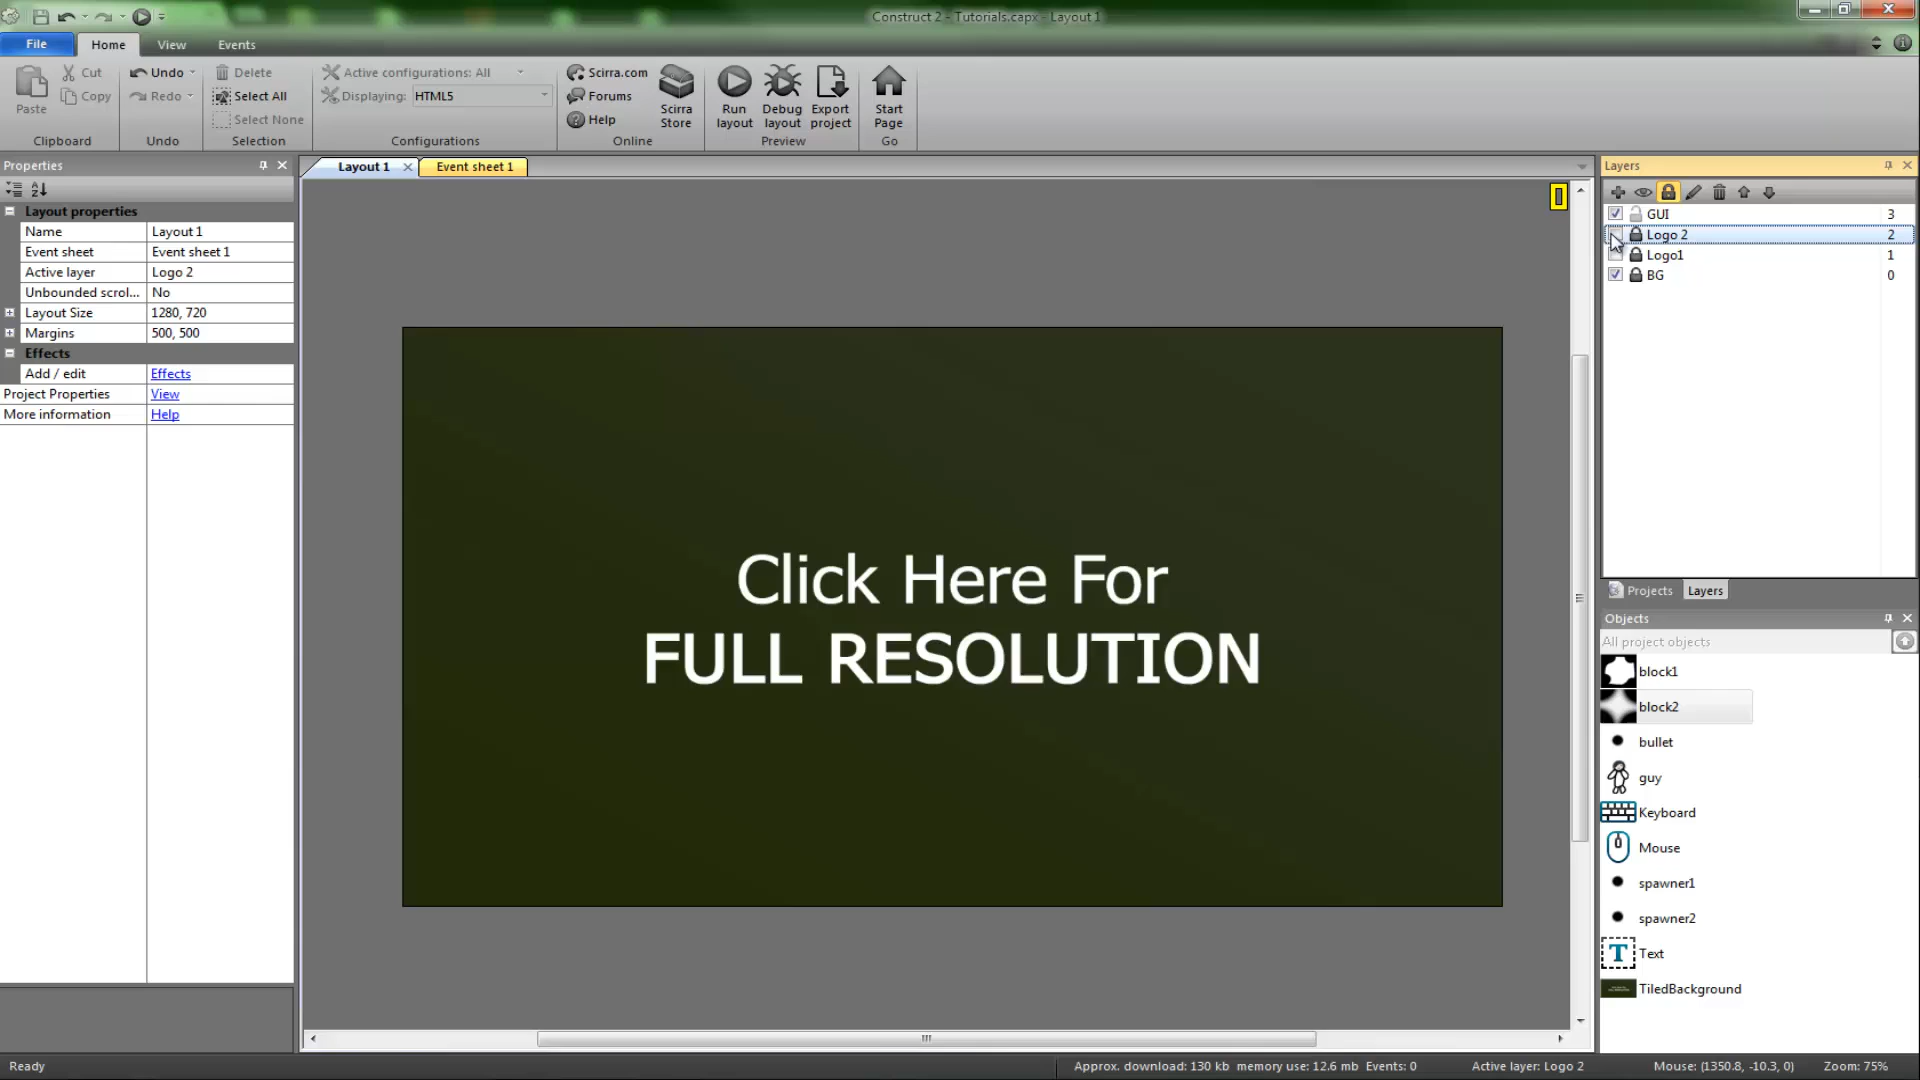 Construct 2 - Tutorials.capx - Layout 1
File Home View Events
Paste Cut Copy Clipboard
Undo Redo Undo
Delete Select All Select None Selection
Active configurations: All
Displaying: HTML5
Configurations
Scirra.com Forums Help Scirra Store Online
Run layout Debug layout Export project Preview
Start Page Go
Properties
Layout properties
Name Layout 1
Event sheet Event sheet 1
Active layer Logo 2
Unbounded scrol... No
Layout Size 1280, 720
Margins 500, 500
Effects
Add / edit Effects
Project Properties View
More information Help
Layout 1 Event sheet 1
Click Here For
FULL RESOLUTION
Layers
GUI 3
Logo 2 2
Logo1 1
BG 0
Projects Layers
Objects
All project objects
block1
block2
bullet
guy
Keyboard
Mouse
spawner1
spawner2
T Text
TiledBackground
Ready Approx. download: 130 kb memory use: 12.6 mb Events: 0 Active layer: Logo 2 Mouse: (1350.8, -10.3, 0) Zoom: 75%